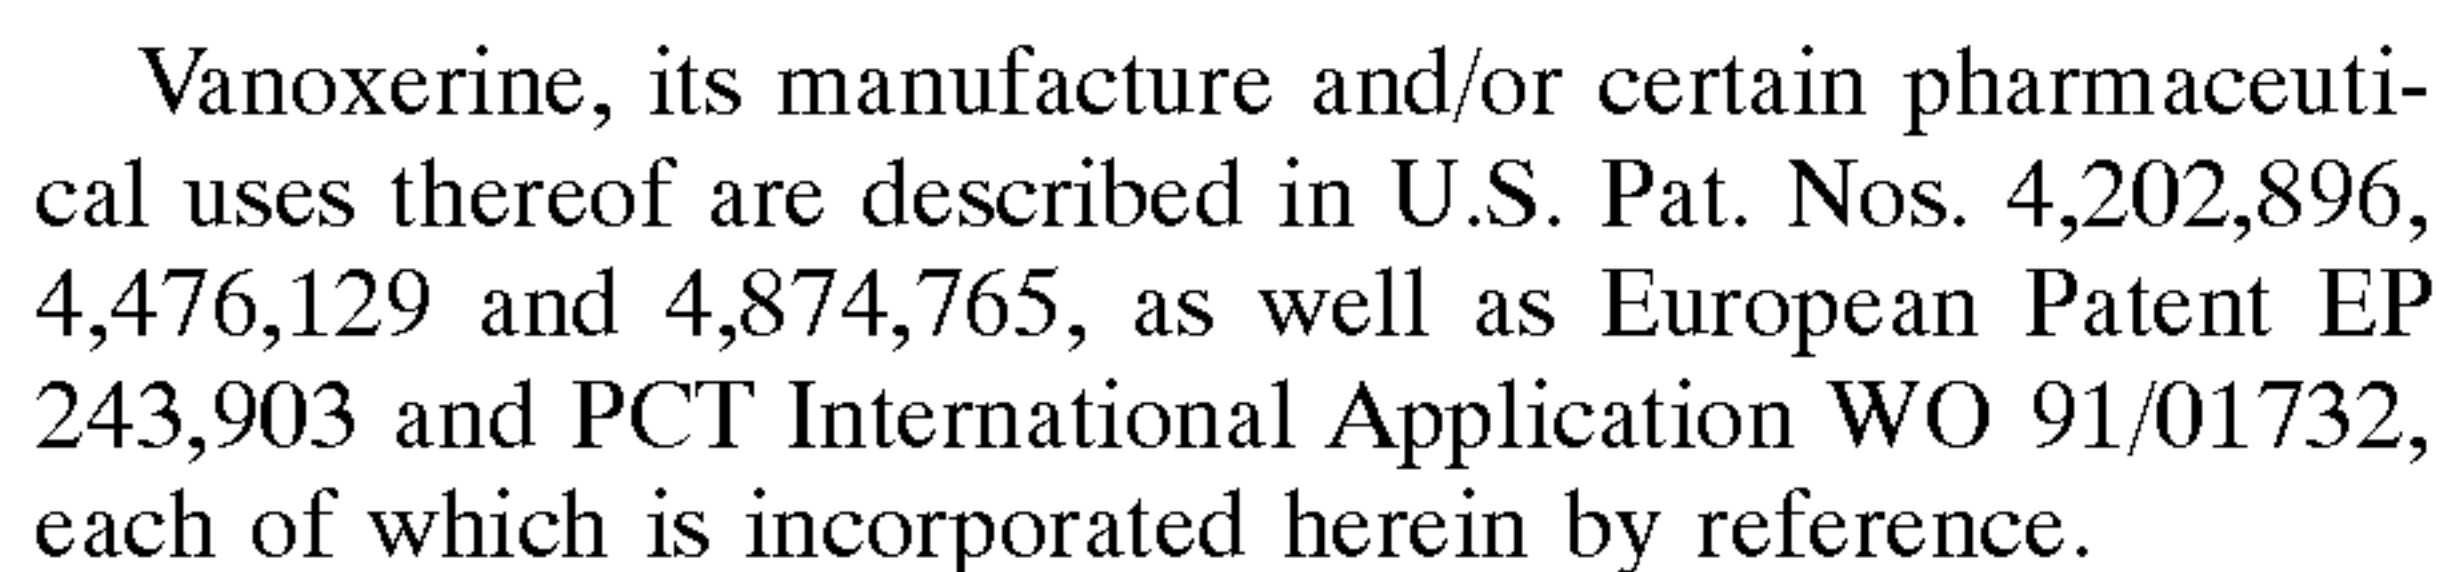 Vanoxerine, its manufacture and/or certain pharmaceuti-
cal uses thereof are described in U.S. Pat. Nos. 4,202,896,
4,476,129 and 4,874,765, as well as European Patent EP
243,903 and PCT International Application WO 91/01732,
each of which is incorporated herein by reference.